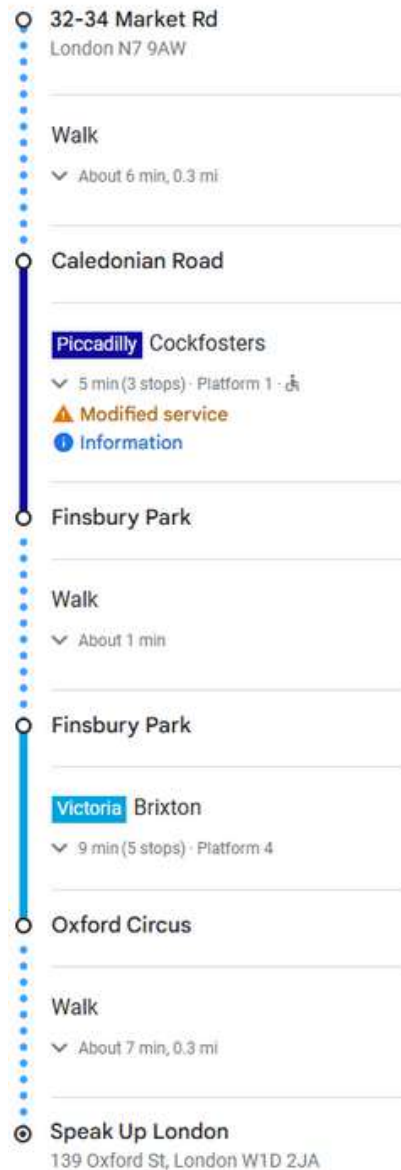 32-34 Market Rd
London N7 9AW
Walk
About 6 min, 0.3 mi
Caledonian Road
Piccadilly Cockfosters
5 min (3 stops) · Platform 1 ·
Modified service
Information
Finsbury Park
Walk
About 1 min
Finsbury Park
Victoria Brixton
9 min (5 stops) · Platform 4
Oxford Circus
Walk
About 7 min, 0.3 mi
Speak Up London
139 Oxford St, London W1D 2JA